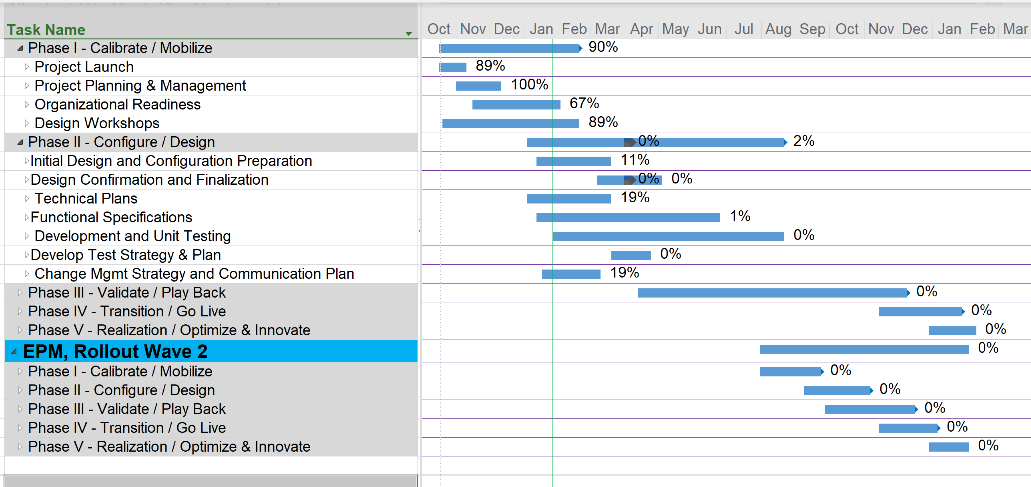 Task Name Oct Nov Dec Jan Feb Mar Apr May Jun Jul Aug Sep Oct Nov Dec Jan Feb Mar
Phase I - Calibrate / Mobilize 90%
Project Launch 89%
Project Planning & Management 100%
Organizational Readiness 67%
Design Workshops 89%
Phase II - Configure / Design 0% 2%
Initial Design and Configuration Preparation 11%
Design Confirmation and Finalization 0% 0%
Technical Plans 19%
Functional Specifications 1%
Development and Unit Testing 0%
Develop Test Strategy & Plan 0%
Change Mgmt Strategy and Communication Plan 19%
Phase III - Validate / Play Back 0%
Phase IV - Transition / Go Live 0%
Phase V - Realization / Optimize & Innovate 0%
EPM, Rollout Wave 2 0%
Phase I - Calibrate / Mobilize 0%
Phase II - Configure / Design 0%
Phase III - Validate / Play Back 0%
Phase IV - Transition / Go Live 0%
Phase V - Realization / Optimize & Innovate 0%